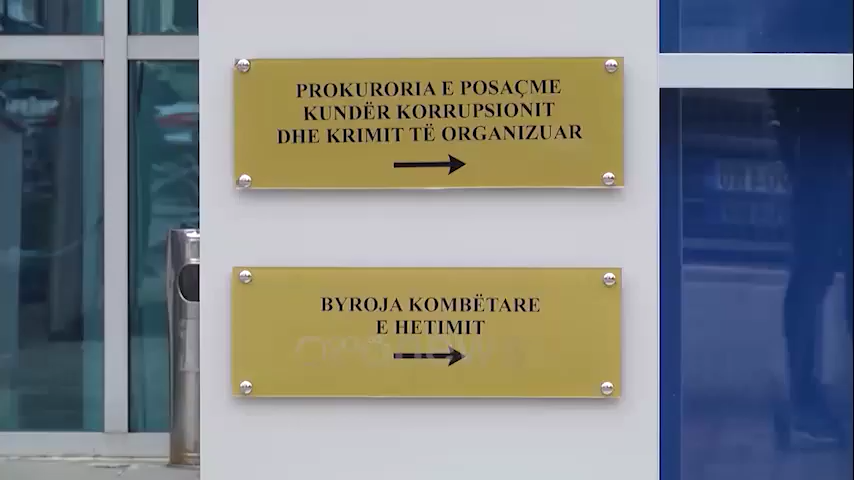 PROKURORIA E POSAÇME
KUNDËR KORRUPSIONIT
DHE KRIMIT TË ORGANIZUAR
BYROJA KOMBËTARE
E HETIMIT